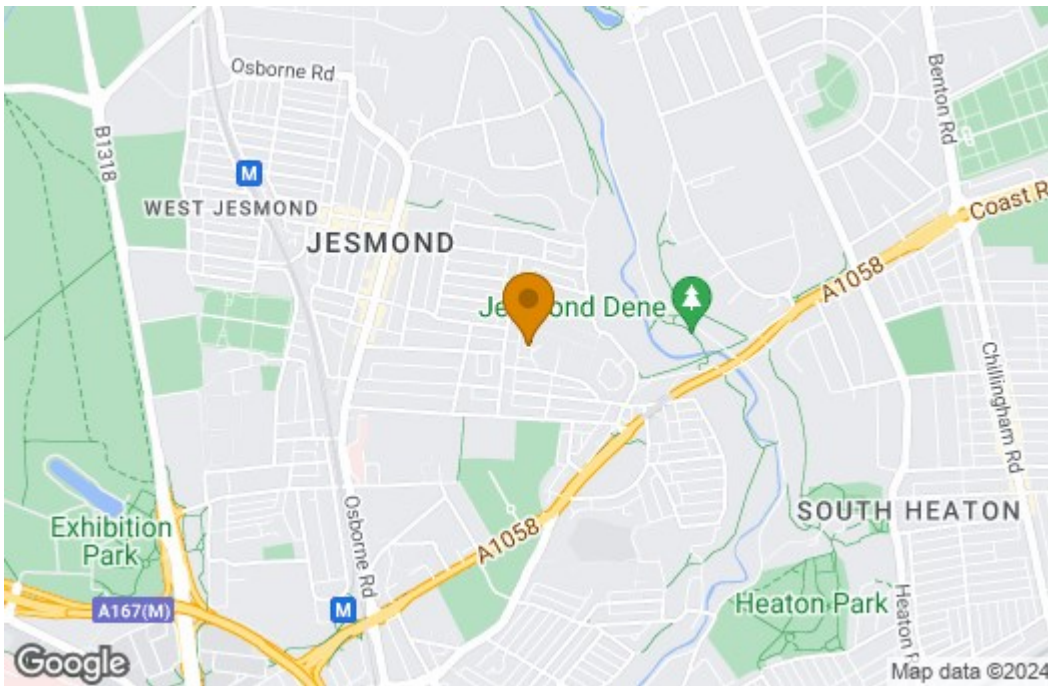 Osborne Rd
Benton Rd
B1318
M
WEST JESMOND
JESMOND
Coast R
A1058
Dene
Chillingham Rd
Exhibition
Park
Osborne Rd
A1058
SOUTH HEATON
A167(M)
M
Heaton Park
Heaton R
Google
Map data ©2024